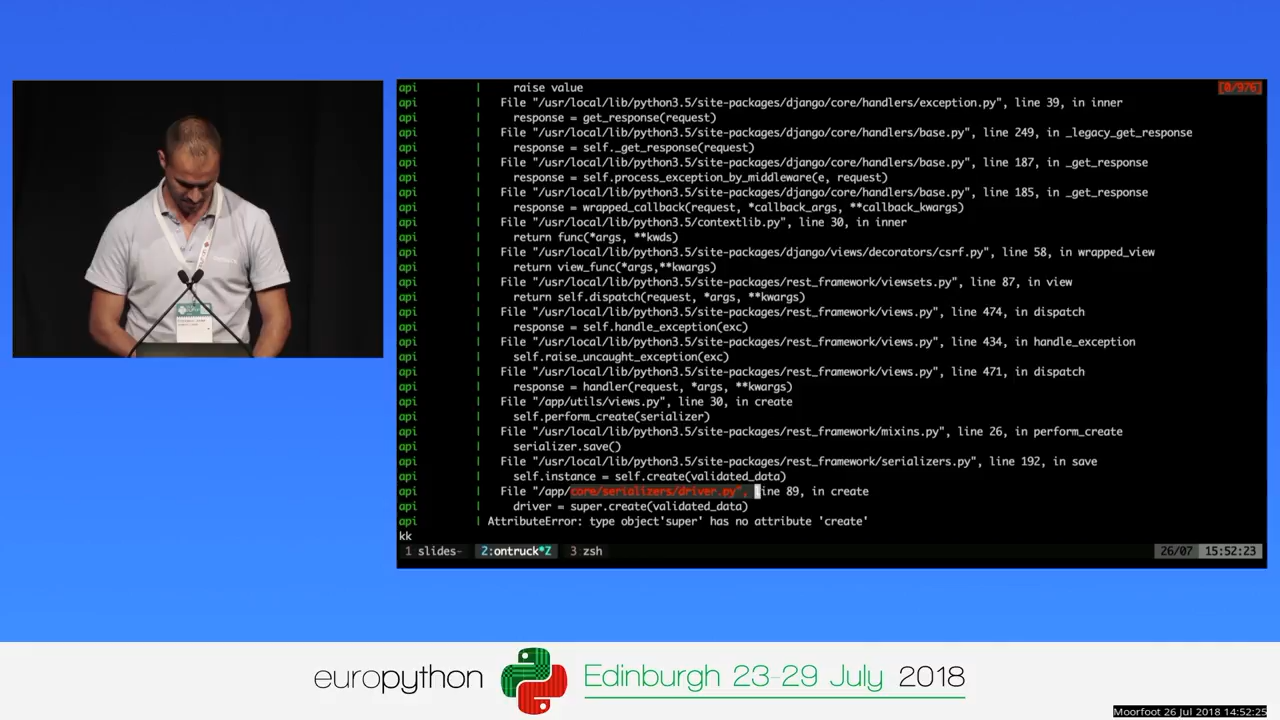 api | raise value [0/976]
api | File "/usr/local/lib/python3.5/site-packages/django/core/handlers/exception.py", line 39, in inner
api | response = get_response(request)
api | File "/usr/local/lib/python3.5/site-packages/django/core/handlers/base.py", line 249, in _legacy_get_response
api | response = self._get_response(request)
api | File "/usr/local/lib/python3.5/site-packages/django/core/handlers/base.py", line 187, in _get_response
api | response = self.process_exception_by_middleware(e, request)
api | File "/usr/local/lib/python3.5/site-packages/django/core/handlers/base.py", line 185, in _get_response
api | response = wrapped_callback(request, *callback_args, **callback_kwargs)
api | File "/usr/local/lib/python3.5/contextlib.py", line 30, in inner
api | return func(*args, **kwds)
api | File "/usr/local/lib/python3.5/site-packages/django/views/decorators/csrf.py", line 58, in wrapped_view
api | return view_func(*args,**kwargs)
api | File "/usr/local/lib/python3.5/site-packages/rest_framework/viewsets.py", line 87, in view
api | return self.dispatch(request, *args, **kwargs)
api | File "/usr/local/lib/python3.5/site-packages/rest_framework/views.py", line 474, in dispatch
api | response = self.handle_exception(exc)
api | File "/usr/local/lib/python3.5/site-packages/rest_framework/views.py", line 434, in handle_exception
api | self.raise_uncaught_exception(exc)
api | File "/usr/local/lib/python3.5/site-packages/rest_framework/views.py", line 471, in dispatch
api | response = handler(request, *args, **kwargs)
api | File "/app/utils/views.py", line 30, in create
api | self.perform_create(serializer)
api | File "/usr/local/lib/python3.5/site-packages/rest_framework/mixins.py", line 26, in perform_create
api | serializer.save()
api | File "/usr/local/lib/python3.5/site-packages/rest_framework/serializers.py", line 192, in save
api | self.instance = self.create(validated_data)
api | File "/app/core/serializers/driver.py", line 89, in create
api | driver = super.create(validated_data)
api | AttributeError: type object'super' has no attribute 'create'
kk
1 slides- 2:ontruck*Z 3 zsh 26/07 15:52:23
europython Edinburgh 23-29 July 2018
Moorfoot 26 Jul 2018 14:52:25